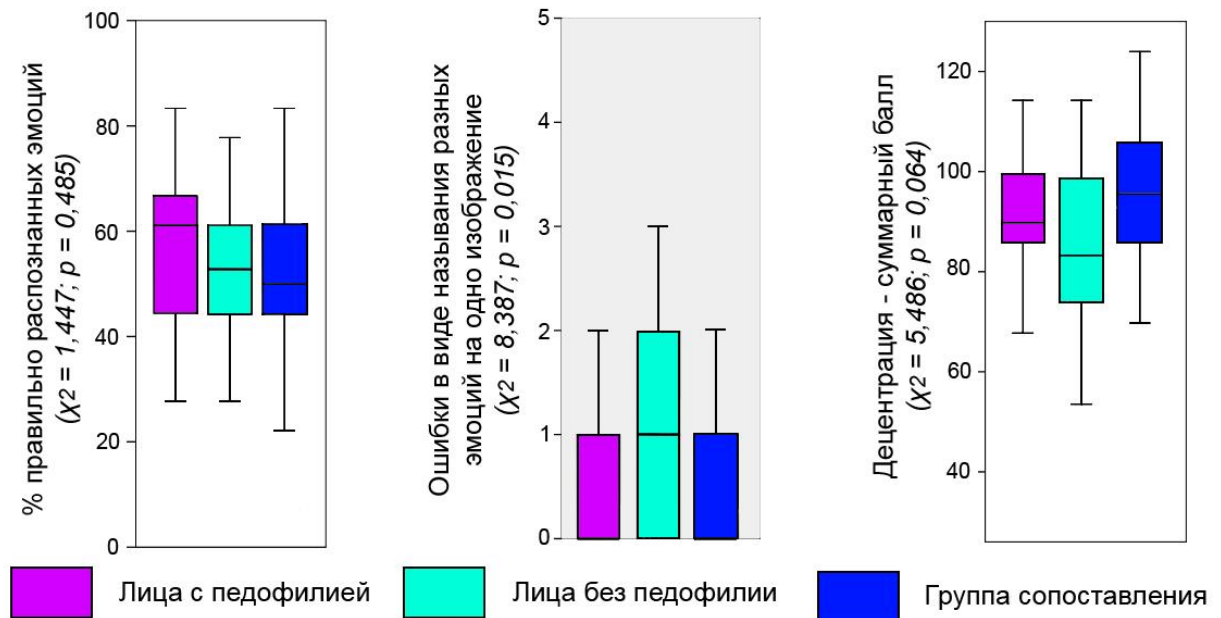 % правильно распознанных эмоций
(χ2 = 1,447; p = 0,485)
100
80
60
40
20
0
Ошибки в виде называния разных
эмоций на одно изображение
(χ2 = 8,387; p = 0,015)
5
4
3
2
1
0
Децентрация - суммарный балл
(χ2 = 5,486; p = 0,064)
120
100
80
60
40
Лица с педофилией
Лица без педофилии
Группа сопоставления